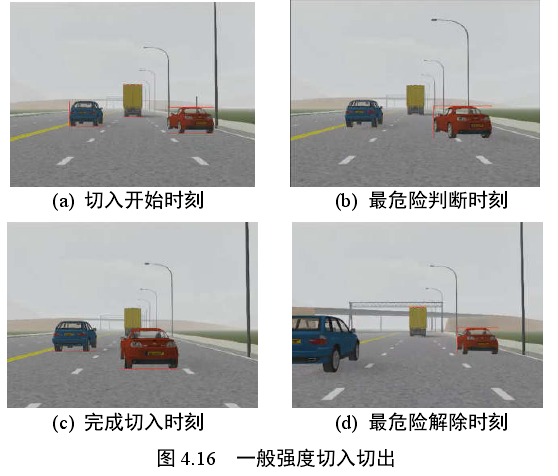 (a) 切入开始时刻
(b) 最危险判断时刻
(c) 完成切入时刻
(d) 最危险解除时刻
图 4.16 一般强度切入切出